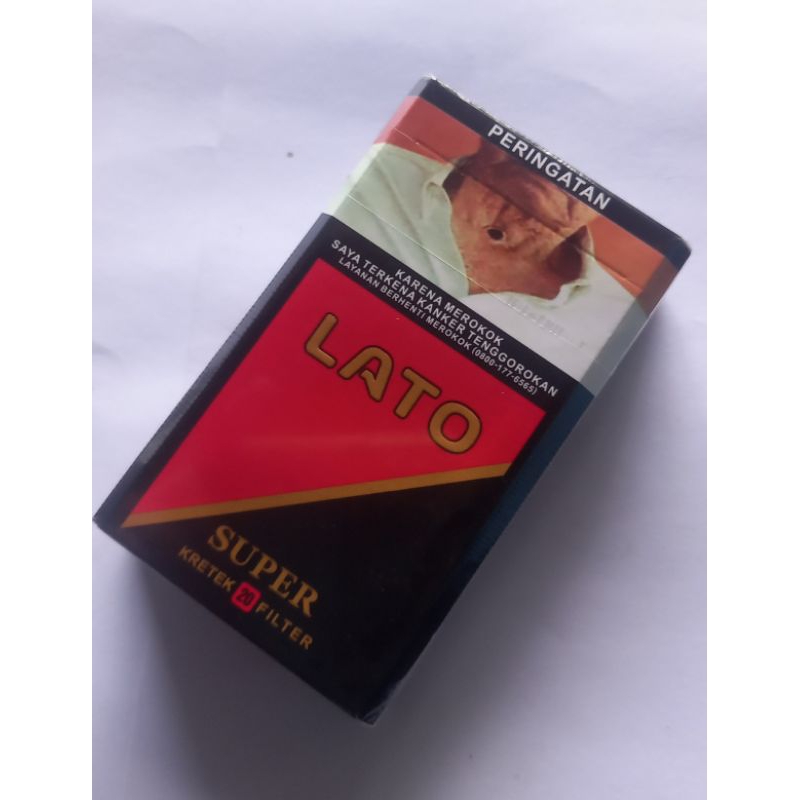 PERINGATAN
KARENA MEROKOK
SAYA TERKENA KANKER TENGGOROKAN
LAYANAN BERHENTI MEROKOK (0800-177-6565)
LATO
SUPER
KRETEK 20 FILTER